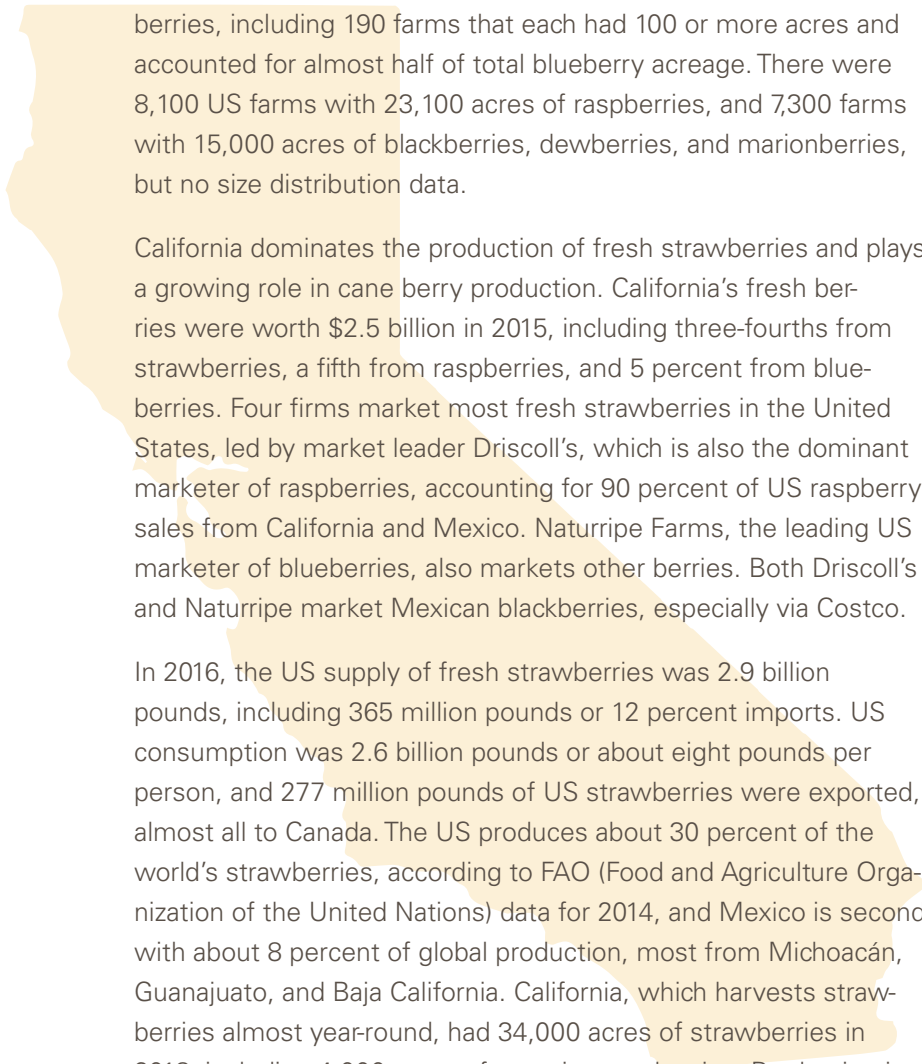 berries, including 190 farms that each had 100 or more acres and
accounted for almost half of total blueberry acreage. There were
8,100 US farms with 23,100 acres of raspberries, and 7,300 farms
with 15,000 acres of blackberries, dewberries, and marionberries,
but no size distribution data.
California dominates the production of fresh strawberries and plays
a growing role in cane berry production. California’s fresh ber-
ries were worth $2.5 billion in 2015, including three-fourths from
strawberries, a fifth from raspberries, and 5 percent from blue-
berries. Four firms market most fresh strawberries in the United
States, led by market leader Driscoll’s, which is also the dominant
marketer of raspberries, accounting for 90 percent of US raspberry
sales from California and Mexico. Naturripe Farms, the leading US
marketer of blueberries, also markets other berries. Both Driscoll’s
and Naturripe market Mexican blackberries, especially via Costco.
In 2016, the US supply of fresh strawberries was 2.9 billion
pounds, including 365 million pounds or 12 percent imports. US
consumption was 2.6 billion pounds or about eight pounds per
person, and 277 million pounds of US strawberries were exported,
almost all to Canada. The US produces about 30 percent of the
world’s strawberries, according to FAO (Food and Agriculture Orga-
nization of the United Nations) data for 2014, and Mexico is second
with about 8 percent of global production, most from Michoacán,
Guanajuato, and Baja California. California, which harvests straw-
berries almost year-round, had 34,000 acres of strawberries in